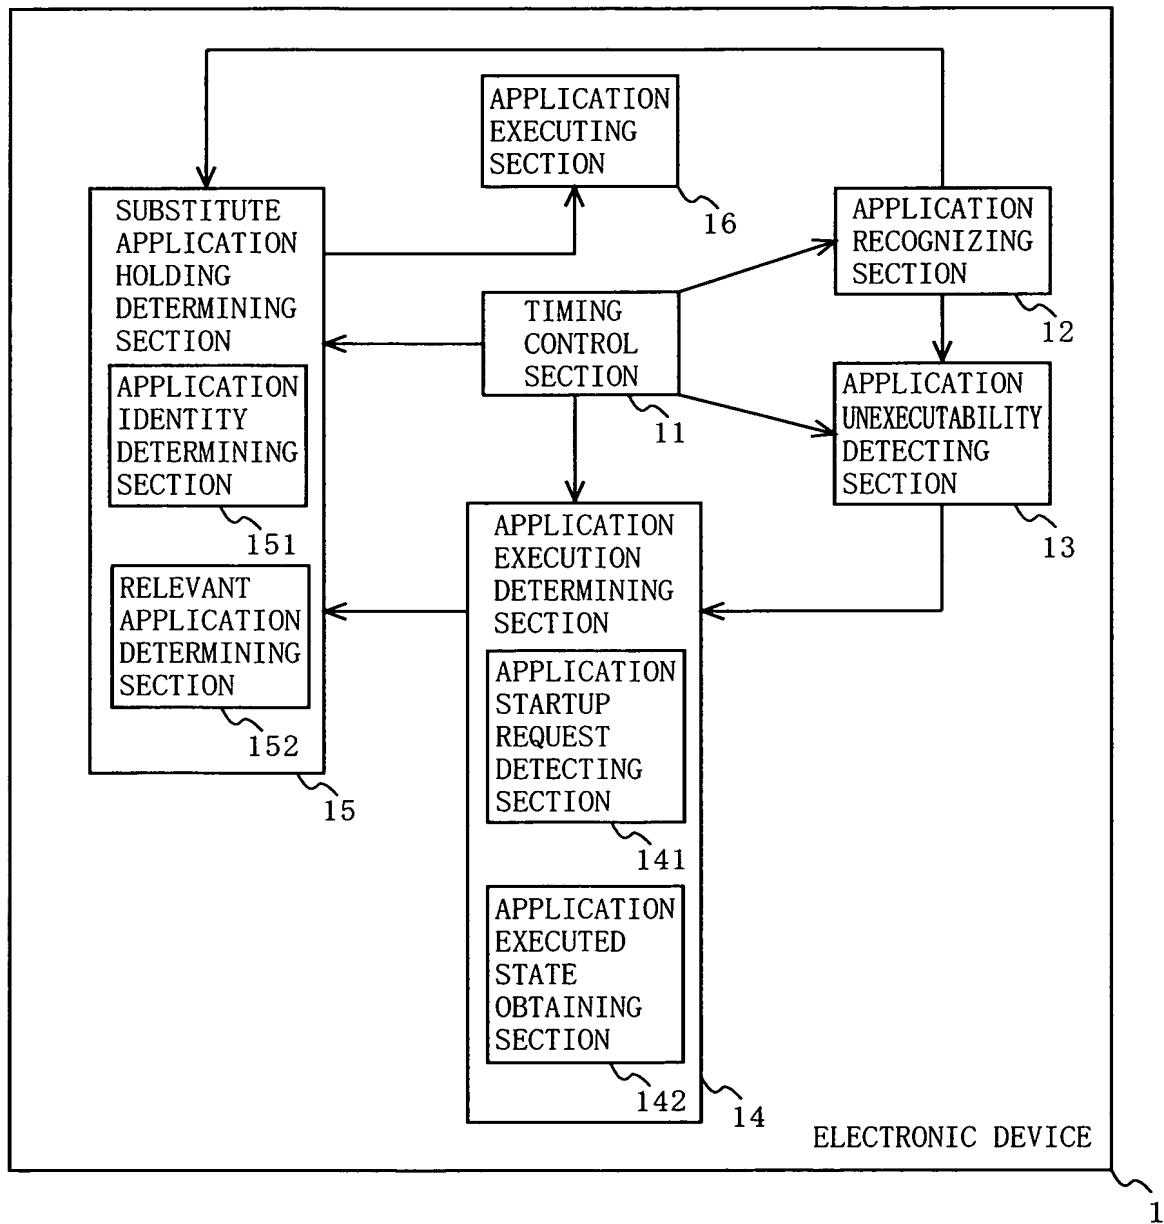 APPLICATION
EXECUTING
SECTION
16
SUBSTITUTE
APPLICATION
HOLDING
DETERMINING
SECTION
APPLICATION
IDENTITY
DETERMINING
SECTION
151
RELEVANT
APPLICATION
DETERMINING
SECTION
152
15
TIMING
CONTROL
SECTION
11
APPLICATION
RECOGNIZING
SECTION
12
APPLICATION
UNEXECUTABILITY
DETECTING
SECTION
13
APPLICATION
EXECUTION
DETERMINING
SECTION
APPLICATION
STARTUP
REQUEST
DETECTING
SECTION
141
APPLICATION
EXECUTED
STATE
OBTAINING
SECTION
142
14
ELECTRONIC DEVICE
1